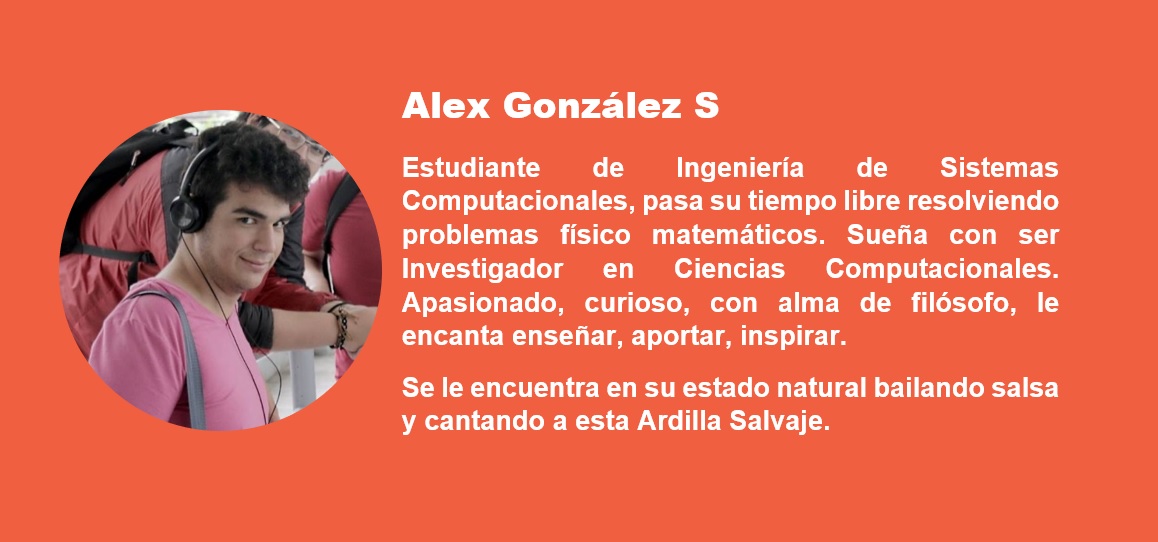 Alex González S
Estudiante de Ingeniería de Sistemas
Computacionales, pasa su tiempo libre resolviendo
problemas físico matemáticos. Sueña con ser
Investigador en Ciencias Computacionales.
Apasionado, curioso, con alma de filósofo, le
encanta enseñar, aportar, inspirar.
Se le encuentra en su estado natural bailando salsa
y cantando a esta Ardilla Salvaje.